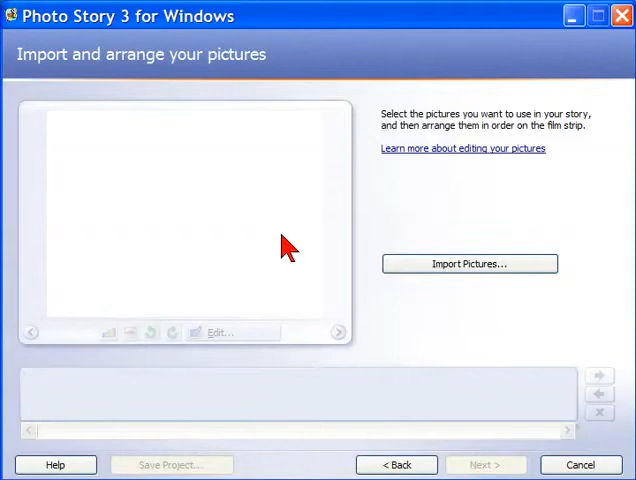 Photo Story 3 for Windows
Import and arrange your pictures
Select the pictures you want to use in your story,
and then arrange them in order on the film strip.
Learn more about editing your pictures
Import Pictures...
Edit...
Help
Save Project...
< Back
Next >
Cancel